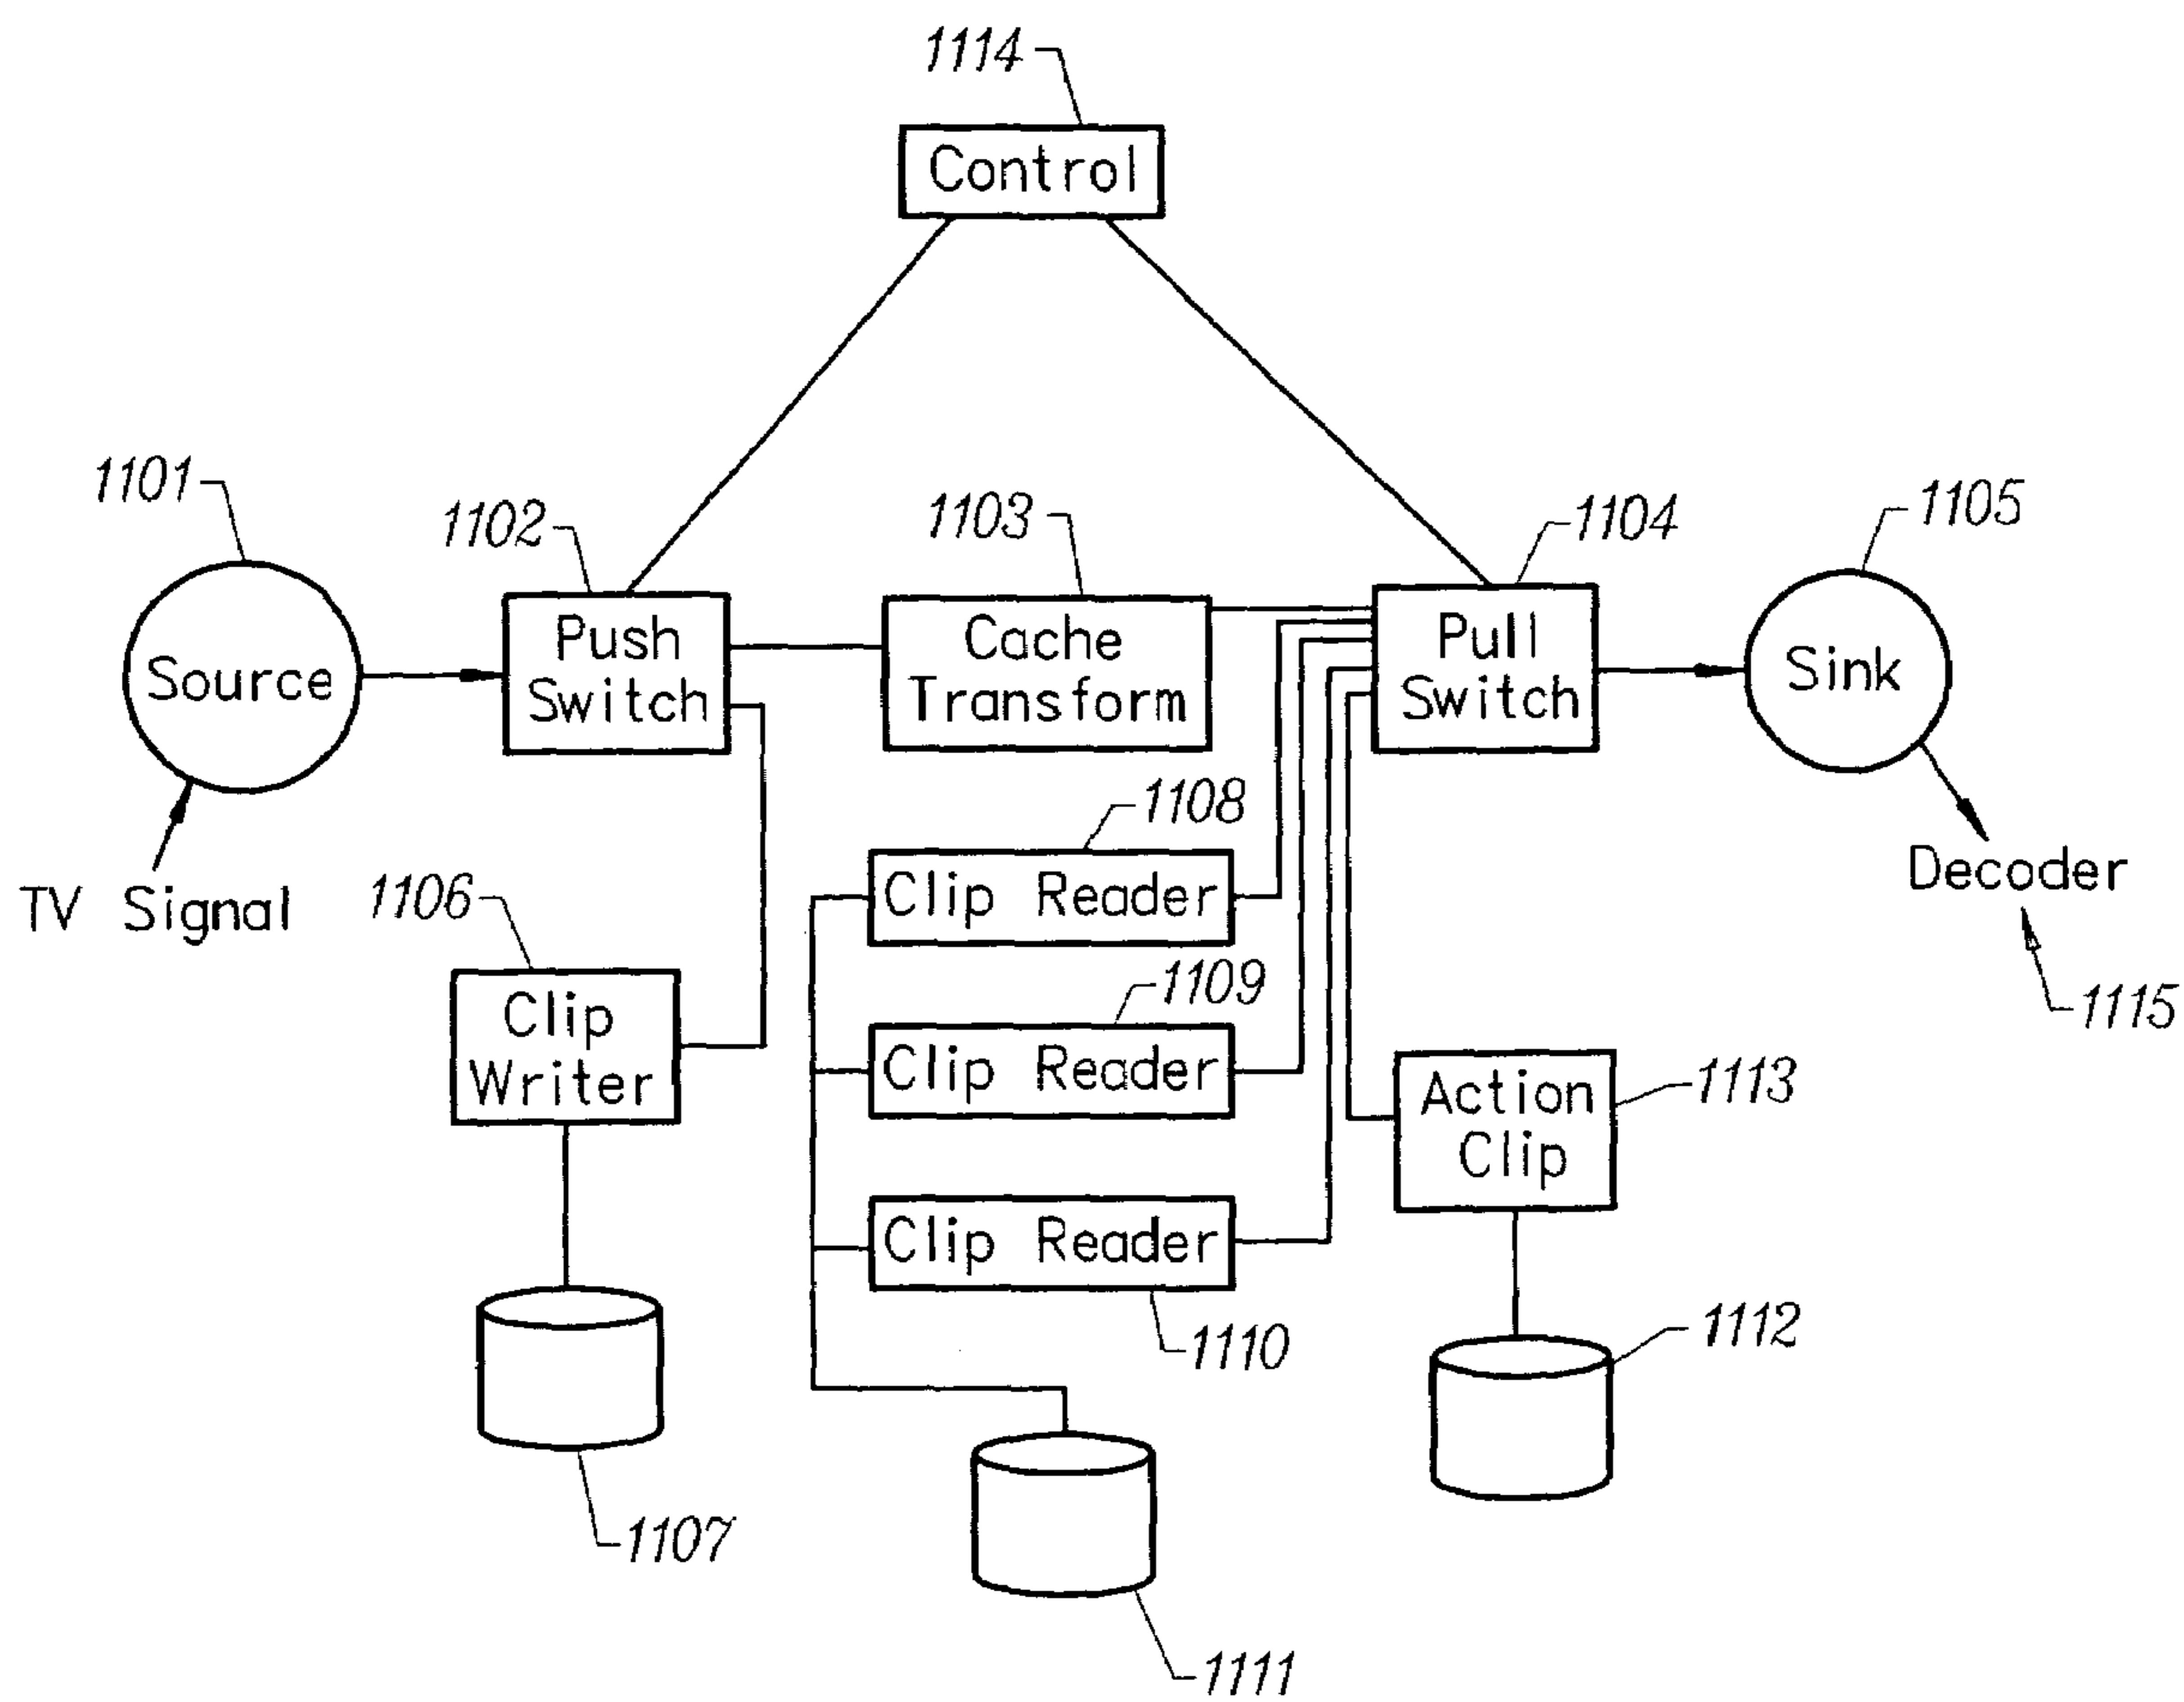 1114
Control
1101
1102
1103
1104
1105
Source
Push
Switch
Cache
Transform
Pull
Switch
Sink
TV Signal
1108
Clip Reader
Decoder
1106
Clip
Writer
1109
Clip Reader
1115
Action
Clip
1113
Clip Reader
1110
1112
1107
1111